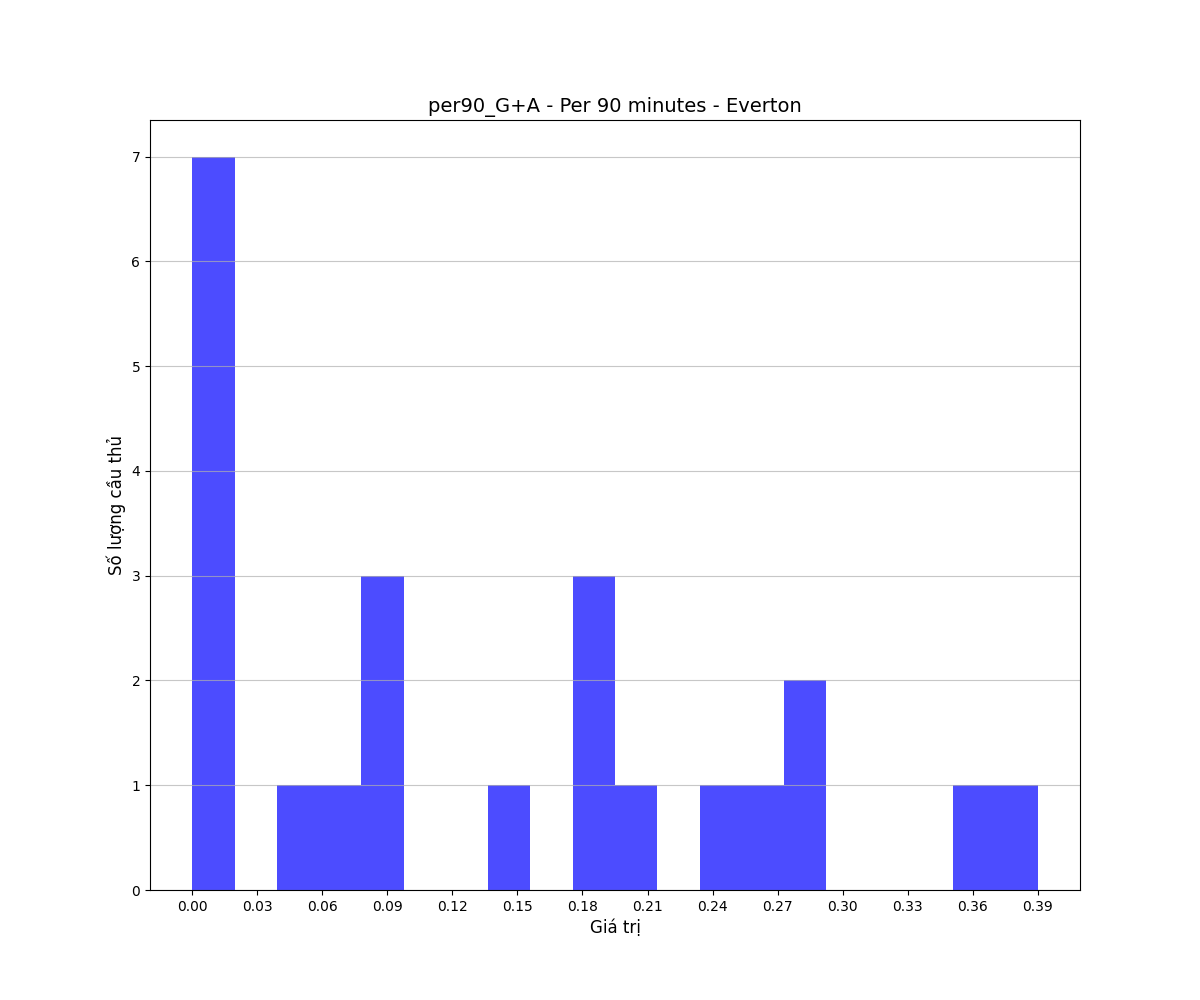 per90_G+A - Per 90 minutes - Everton
7
6
5
4
3
2
1
0
Số lượng cầu thủ
0.00 0.03 0.06 0.09 0.12 0.15 0.18 0.21 0.24 0.27 0.30 0.33 0.36 0.39
Giá trị